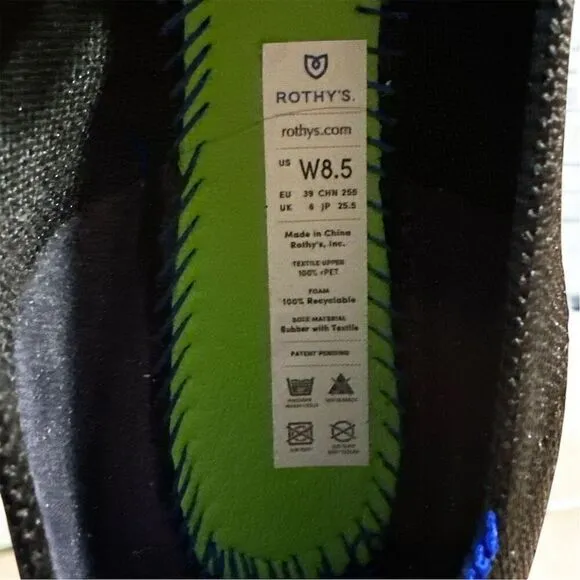 ROTHY'S.
rothys.com
US W8.5
EU 39 CHN 255
UK 6 JP 25.5
Made in China
Rothy's, Inc.
TEXTILE UPPER
100% rPET
FOAM
100% Recyclable
SOLE MATERIAL
Rubber with Textile
PATENT PENDING